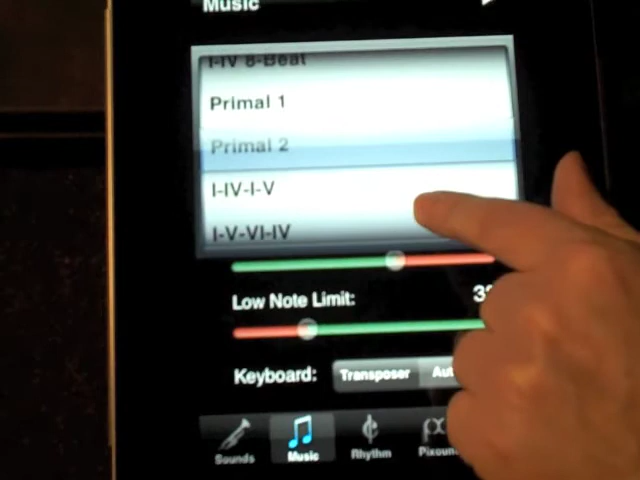 Music
I-IV 8-Beat
Primal 1
Primal 2
I-IV-I-V
I-V-VI-IV
Low Note Limit:
Keyboard: Transposer
Sounds Music Rhythm